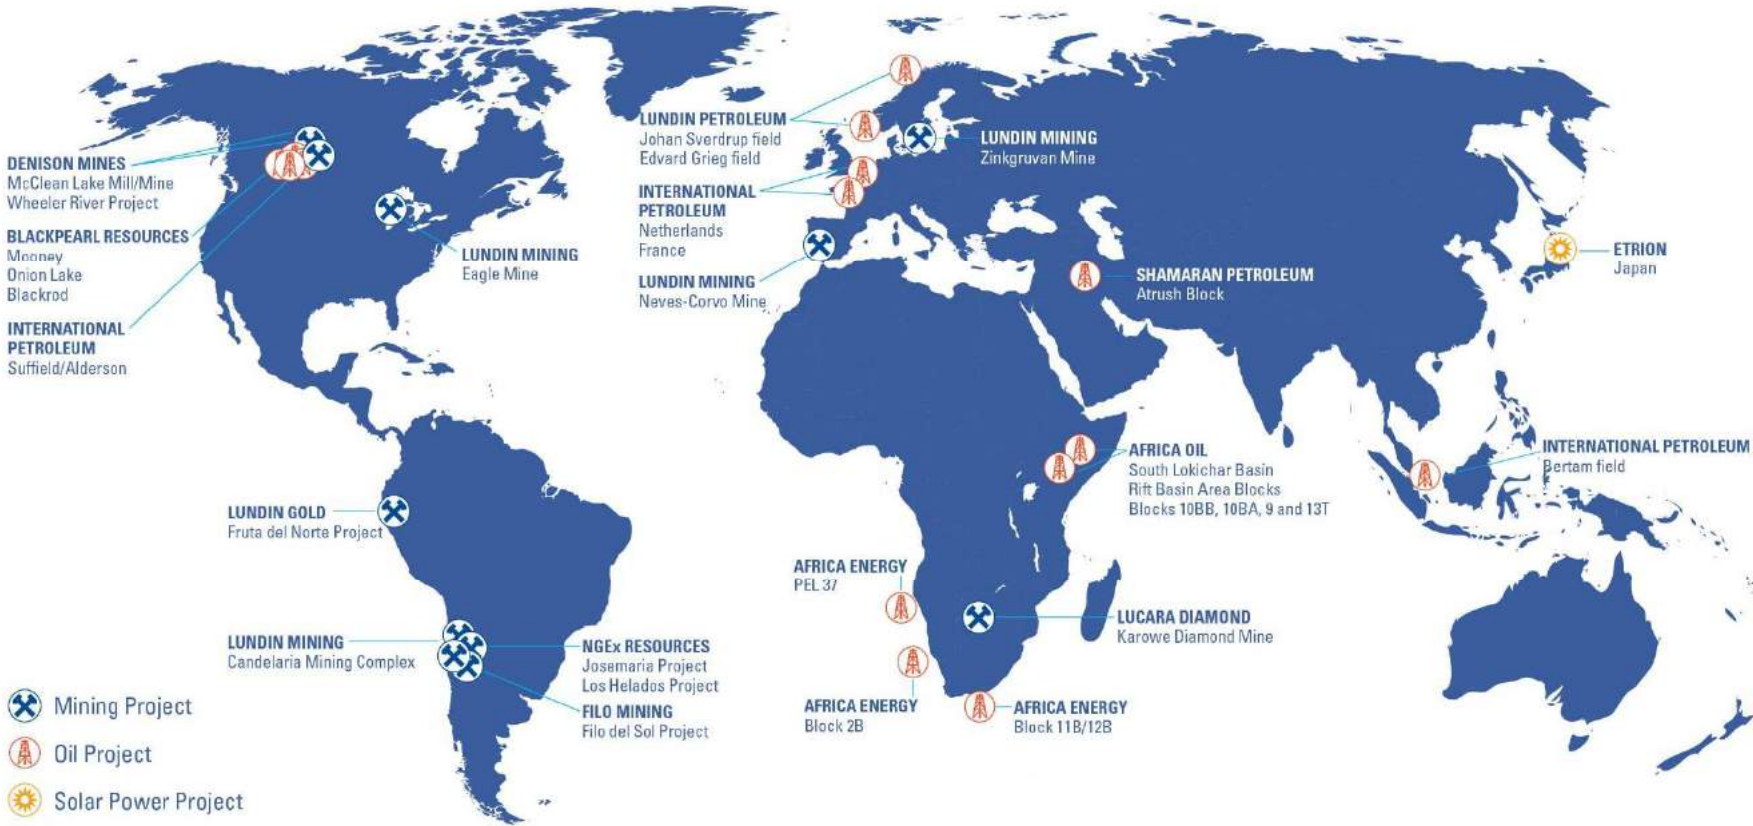 DENISON MINES
McClean Lake Mill/Mine
Wheeler River Project
BLACKPEARL RESOURCES
Mooney
Onion Lake
Blackrod
INTERNATIONAL
PETROLEUM
Suffield/Alderson
LUNDIN MINING
Eagle Mine
LUNDIN PETROLEUM
Johan Sverdrup field
Edvard Grieg field
INTERNATIONAL
PETROLEUM
Netherlands
France
LUNDIN MINING
Neves-Corvo Mine
LUNDIN MINING
Zinkgruvan Mine
SHAMARAN PETROLEUM
Atrush Block
ETRION
Japan
LUNDIN GOLD
Fruta del Norte Project
LUNDIN MINING
Candelaria Mining Complex
NGEx RESOURCES
Josemaria Project
Los Helados Project
FILO MINING
Filo del Sol Project
AFRICA OIL
South Lokichar Basin
Rift Basin Area Blocks
Blocks 10BB, 10BA, 9 and 13T
INTERNATIONAL PETROLEUM
Bertam field
AFRICA ENERGY
PEL 37
LUCARA DIAMOND
Karowe Diamond Mine
AFRICA ENERGY
Block 2B
AFRICA ENERGY
Block 11B/12B
Mining Project
Oil Project
Solar Power Project